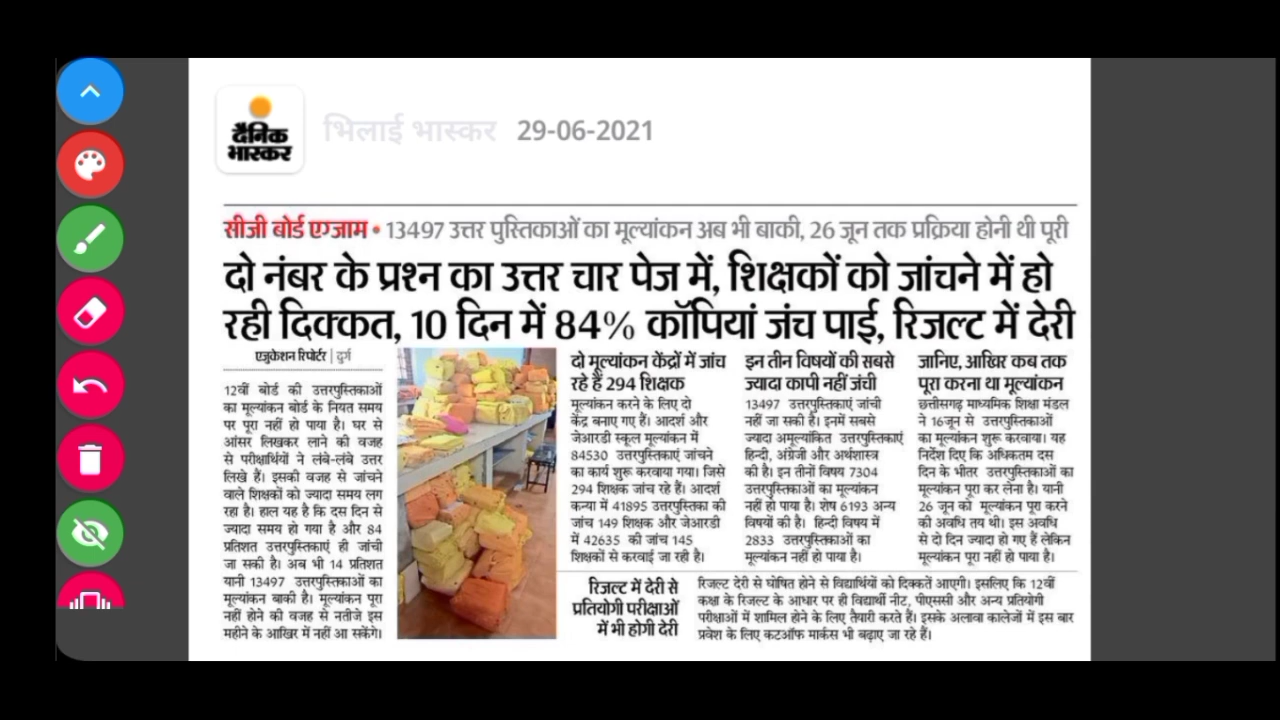 दैनिक
भास्कर
भिलाई भास्कर 29-06-2021
सीजी बोर्ड एग्जाम • 13497 उत्तर पुस्तिकाओं का मूल्यांकन अब भी बाकी, 26 जून तक प्रक्रिया होनी थी पूरी
दो नंबर के प्रश्न का उत्तर चार पेज में, शिक्षकों को जांचने में हो
रही दिक्कत, 10 दिन में 84% कॉपियां जंच पाई, रिजल्ट में देरी
एजुकेशन रिपोर्टर | दुर्ग
12वीं बोर्ड की उत्तरपुस्तिकाओं
का मूल्यांकन बोर्ड के नियत समय
पर पूरा नहीं हो पाया है। घर से
आंसर लिखकर लाने की वजह
से परीक्षार्थियों ने लंबे-लंबे उत्तर
लिखे हैं। इसकी वजह से जांचने
वाले शिक्षकों को ज्यादा समय लग
रहा है। हाल यह है कि दस दिन से
ज्यादा समय हो गया है और 84
प्रतिशत उत्तरपुस्तिकाएं ही जांची
जा सकी है। अब भी 14 प्रतिशत
यानी 13497 उत्तरपुस्तिकाओं का
मूल्यांकन बाकी है। मूल्यांकन पूरा
नहीं होने की वजह से नतीजे इस
महीने के आखिर में नहीं आ सकेंगे।
दो मूल्यांकन केंद्रों में जांच
रहे हैं 294 शिक्षक
मूल्यांकन करने के लिए दो
केंद्र बनाए गए हैं। आदर्श और
जेआरडी स्कूल मूल्यांकन में
84530 उत्तरपुस्तिकाएं जांचने
का कार्य शुरू करवाया गया। जिसे
294 शिक्षक जांच रहे हैं। आदर्श
कन्या में 41895 उत्तरपुस्तिका की
जांच 149 शिक्षक और जेआरडी
में 42635 की जांच 145
शिक्षकों से करवाई जा रही है।
इन तीन विषयों की सबसे
ज्यादा कापी नहीं जंची
13497 उत्तरपुस्तिकाएं जांची
नहीं जा सकी है। इनमें सबसे
ज्यादा अमूल्यांकित उत्तरपुस्तिकाएं
हिन्दी, अंग्रेजी और अर्थशास्त्र
की है। इन तीनों विषय 7304
उत्तरपुस्तिकाओं का मूल्यांकन
नहीं हो पाया है। शेष 6193 अन्य
विषयों की है। हिन्दी विषय में
2833 उत्तरपुस्तिकाओं का
मूल्यांकन नहीं हो पाया है।
जानिए, आखिर कब तक
पूरा करना था मूल्यांकन
छत्तीसगढ़ माध्यमिक शिक्षा मंडल
ने 16जून से उत्तरपुस्तिकाओं
का मूल्यांकन शुरू करवाया। यह
निर्देश दिए कि अधिकतम दस
दिन के भीतर उत्तरपुस्तिकाओं का
मूल्यांकन पूरा कर लेना है। यानी
26 जून को मूल्यांकन पूरा करने
की अवधि तय थी। इस अवधि
से दो दिन ज्यादा हो गए हैं लेकिन
मूल्यांकन पूरा नहीं हो पाया है।
रिजल्ट में देरी से
प्रतियोगी परीक्षाओं
में भी होगी देरी
रिजल्ट देरी से घोषित होने से विद्यार्थियों को दिक्कतें आएगी। इसलिए कि 12वीं
कक्षा के रिजल्ट के आधार पर ही विद्यार्थी नीट, पीएससी और अन्य प्रतियोगी
परीक्षाओं में शामिल होने के लिए तैयारी करते हैं। इसके अलावा कालेजों में इस बार
प्रवेश के लिए कटऑफ मार्कस भी बढ़ाए जा रहे हैं।